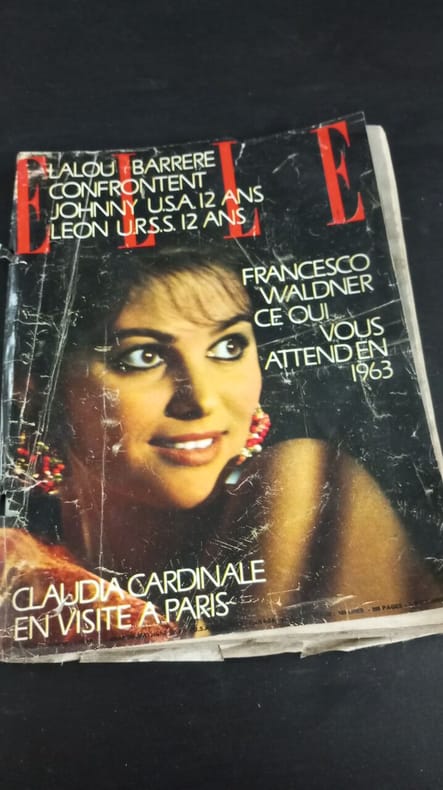 ELLE
LALOU BARRERE
CONFRONTENT
JOHNNY U.S.A. 12 ANS
LEON U.R.S.S. 12 ANS
FRANCESCO
WALDNER
CE QUI
VOUS
ATTEND EN
1963
CLAUDIA CARDINALE
EN VISITE A PARIS
PAGES